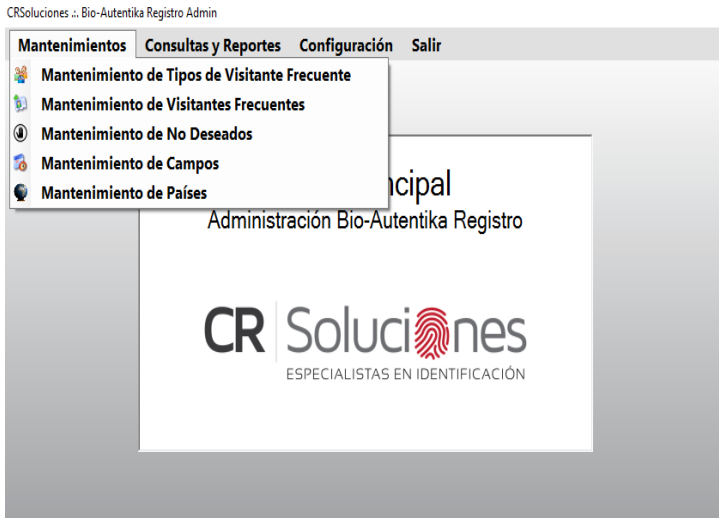 CRSoluciones .:. Bio-Autentika Registro Admin
Mantenimientos Consultas y Reportes Configuración Salir
Mantenimiento de Tipos de Visitante Frecuente
Mantenimiento de Visitantes Frecuentes
Mantenimiento de No Deseados
Mantenimiento de Campos
Mantenimiento de Países
Administración Bio-Autentika Registro
CR Soluciones
ESPECIALISTAS EN IDENTIFICACIÓN